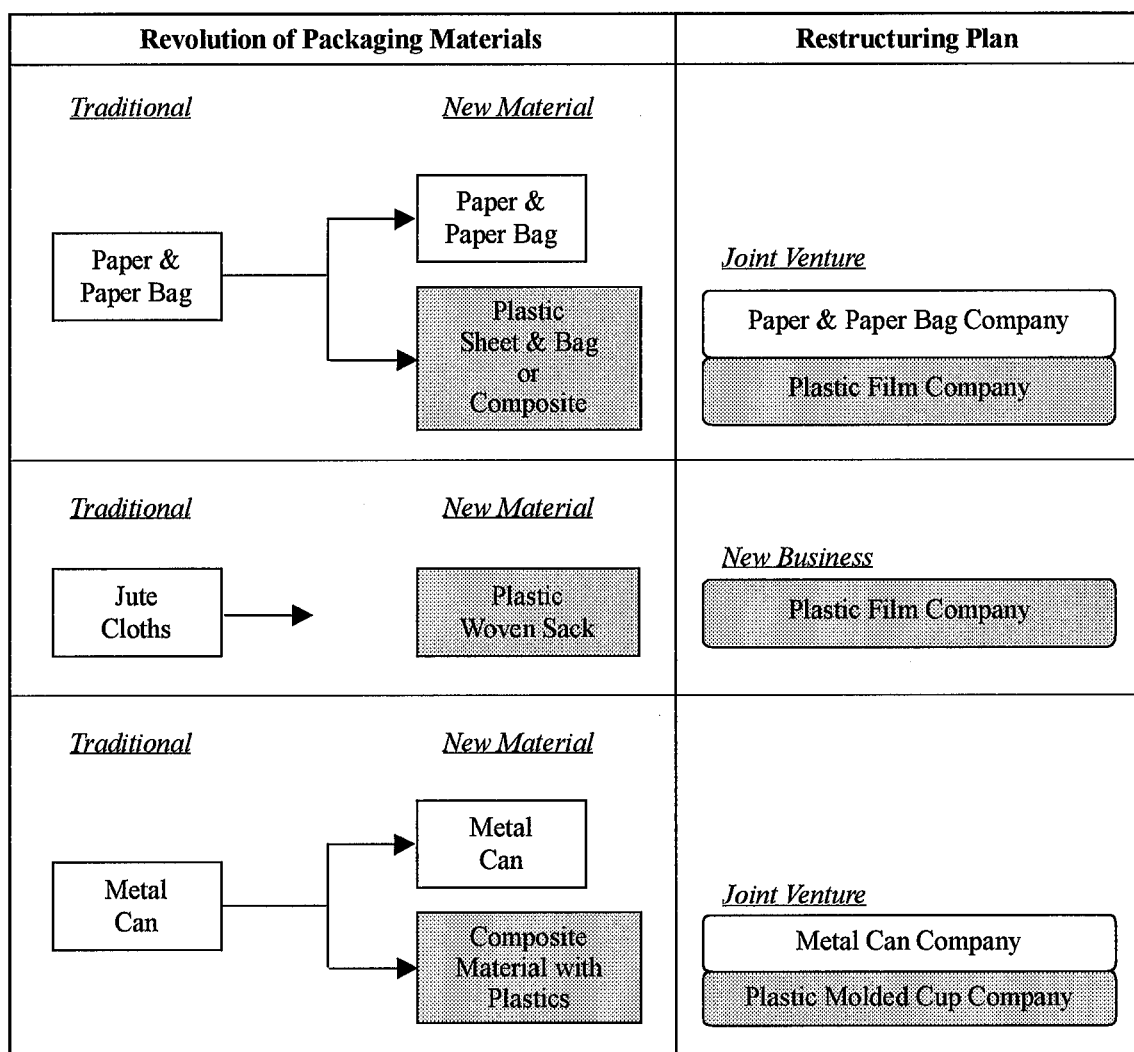 Revolution of Packaging Materials
Restructuring Plan
Traditional
New Material
Paper &
Paper Bag
Paper &
Paper Bag
Plastic
Sheet & Bag
or
Composite
Joint Venture
Paper & Paper Bag Company
Plastic Film Company
Traditional
New Material
Jute
Cloths
Plastic
Woven Sack
New Business
Plastic Film Company
Traditional
New Material
Metal
Can
Metal
Can
Composite
Material with
Plastics
Joint Venture
Metal Can Company
Plastic Molded Cup Company